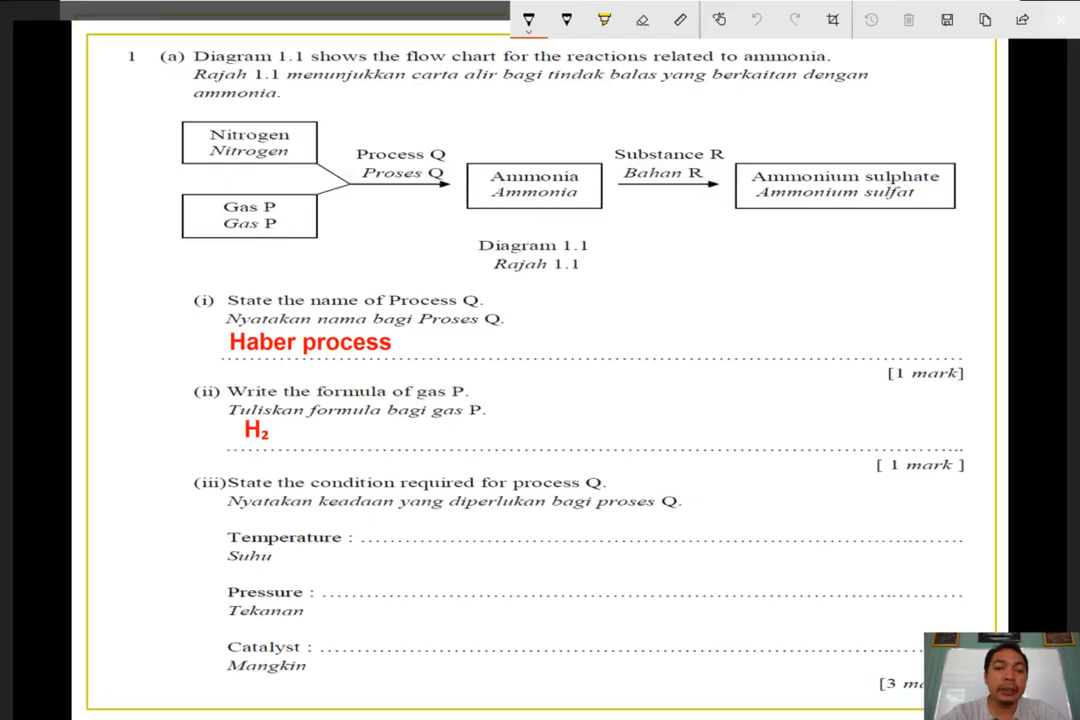 1 (a) Diagram 1.1 shows the flow chart for the reactions related to ammonia.
Rajah 1.1 menunjukkan carta alir bagi tindak balas yang berkaitan dengan
ammonia.
Nitrogen
Nitrogen
Gas P
Gas P
Process Q
Proses Q
Ammonia
Ammonia
Substance R
Bahan R
Ammonium sulphate
Ammonium sulfat
Diagram 1.1
Rajah 1.1
(i) State the name of Process Q.
Nyatakan nama bagi Proses Q.
Haber process
[1 mark]
(ii) Write the formula of gas P.
Tuliskan formula bagi gas P.
H₂
[ 1 mark ]
(iii)State the condition required for process Q.
Nyatakan keadaan yang diperlukan bagi proses Q.
Temperature :
Suhu
Pressure :
Tekanan
Catalyst :
Mangkin
[3